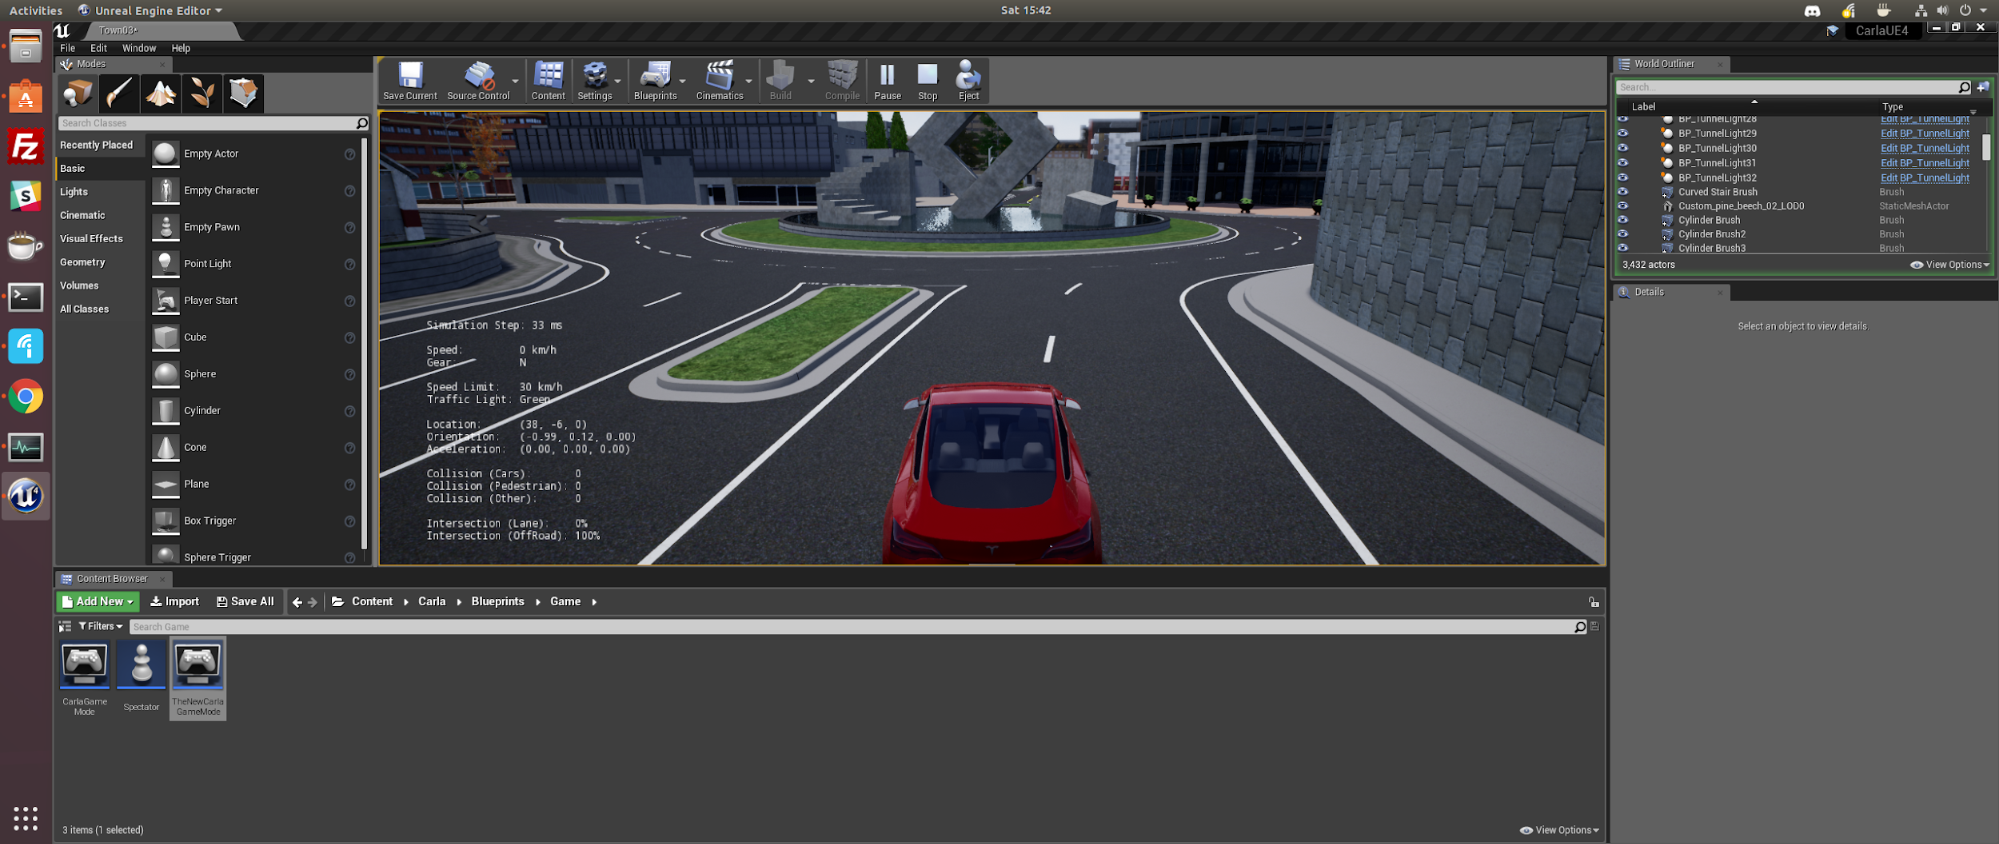 Activities
Unreal Engine Editor
Sat 15:42
Town03•
CarlaUE4
File Edit Window Help
Modes
Search Classes
Recently Placed
Basic
Lights
Cinematic
Visual Effects
Geometry
Volumes
All Classes
Empty Actor
Empty Character
Empty Pawn
Point Light
Player Start
Cube
Sphere
Cylinder
Cone
Plane
Box Trigger
Sphere Trigger
Save Current
Source Control
Content
Settings
Blueprints
Cinematics
Build
Compile
Pause
Stop
Eject
Simulation Step: 33 ms
Speed: 0 km/h
Gear: N
Speed Limit: 30 km/h
Traffic Light: Green
Location: (38, -6, 0)
Orientation: (-0.99, 0.12, 0.00)
Acceleration: (0.00, 0.00, 0.00)
Collision (Cars): 0
Collision (Pedestrian): 0
Collision (Other): 0
Intersection (Lane): 0%
Intersection (OffRoad): 100%
World Outliner
Search...
Label Type
BP_TunnelLight28 Edit BP_TunnelLight
BP_TunnelLight29 Edit BP_TunnelLight
BP_TunnelLight30 Edit BP_TunnelLight
BP_TunnelLight31 Edit BP_TunnelLight
BP_TunnelLight32 Edit BP_TunnelLight
Curved Stair Brush Brush
Custom_pine_beech_02_LOD0 StaticMeshActor
Cylinder Brush Brush
Cylinder Brush2 Brush
Cylinder Brush3 Brush
3,432 actors
View Options
Details
Select an object to view details
Content Browser
Add New Import Save All Content Carla Blueprints Game
Filters
Search Game
CarlaGame
Mode
Spectator
TheNewCarla
GameMode
3 items (1 selected)
View Options